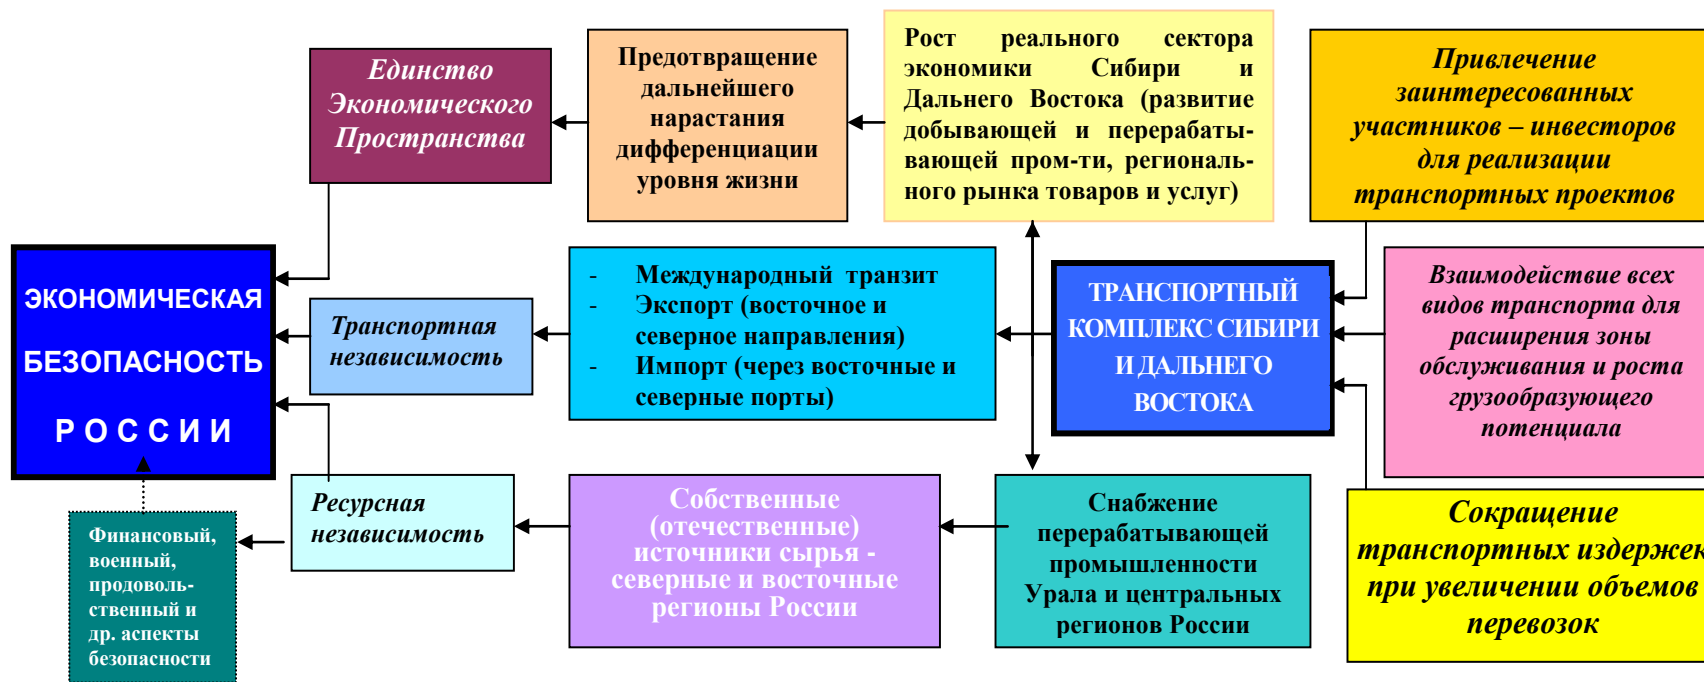 Единство
Экономического
Пространства
Предотвращение
дальнейшего
нарастания
дифференциации
уровня жизни
Рост реального сектора
экономики Сибири и
Дальнего Востока (развитие
добывающей и перерабаты-
вающей пром-ти, региональ-
ного рынка товаров и услуг)
Привлечение
заинтересованных
участников – инвесторов
для реализации
транспортных проектов
ЭКОНОМИЧЕСКАЯ
БЕЗОПАСНОСТЬ
Р О С С И И
Транспортная
независимость
- Международный транзит
- Экспорт (восточное и
северное направления)
- Импорт (через восточные и
северные порты)
ТРАНСПОРТНЫЙ
КОМПЛЕКС СИБИРИ
И ДАЛЬНЕГО
ВОСТОКА
Взаимодействие всех
видов транспорта для
расширения зоны
обслуживания и роста
грузообразующего
потенциала
Финансовый,
военный,
продоволь-
ственный и
др. аспекты
безопасности
Ресурсная
независимость
Собственные
(отечественные)
источники сырья -
северные и восточные
регионы России
Снабжение
перерабатывающей
промышленности
Урала и центральных
регионов России
Сокращение
транспортных издержек
при увеличении объемов
перевозок